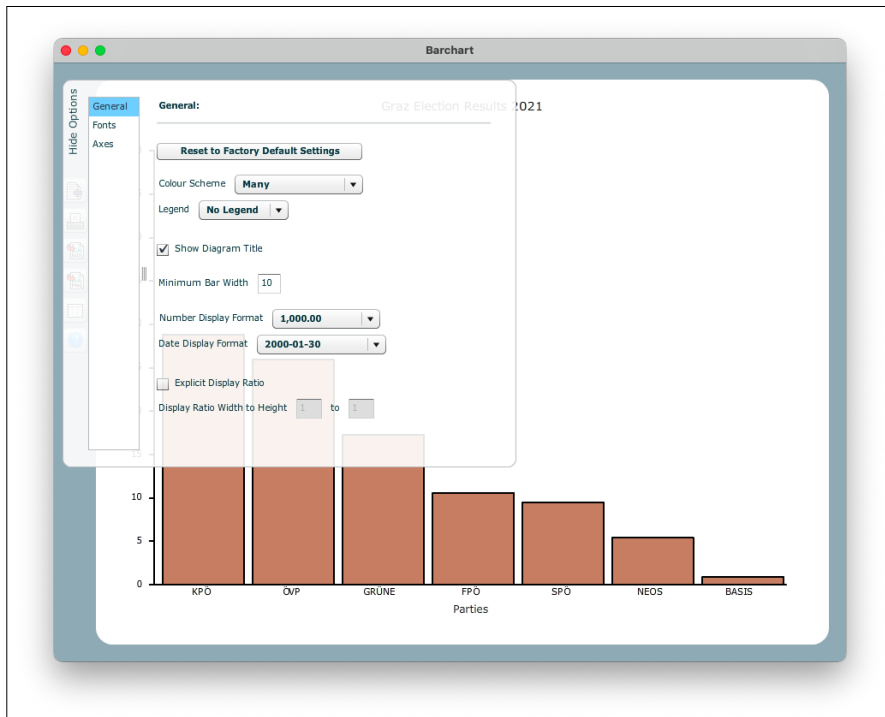 Barchart
Graz Election Results 2021
Hide Options
General
Fonts
Axes
General:
Reset to Factory Default Settings
Colour Scheme Many
Legend No Legend
Show Diagram Title
Minimum Bar Width 10
Number Display Format 1,000.00
Date Display Format 2000-01-30
Explicit Display Ratio
Display Ratio Width to Height 1 to 1
15
10
5
0
KPÖ ÖVP GRÜNE FPÖ SPÖ NEOS BASIS
Parties